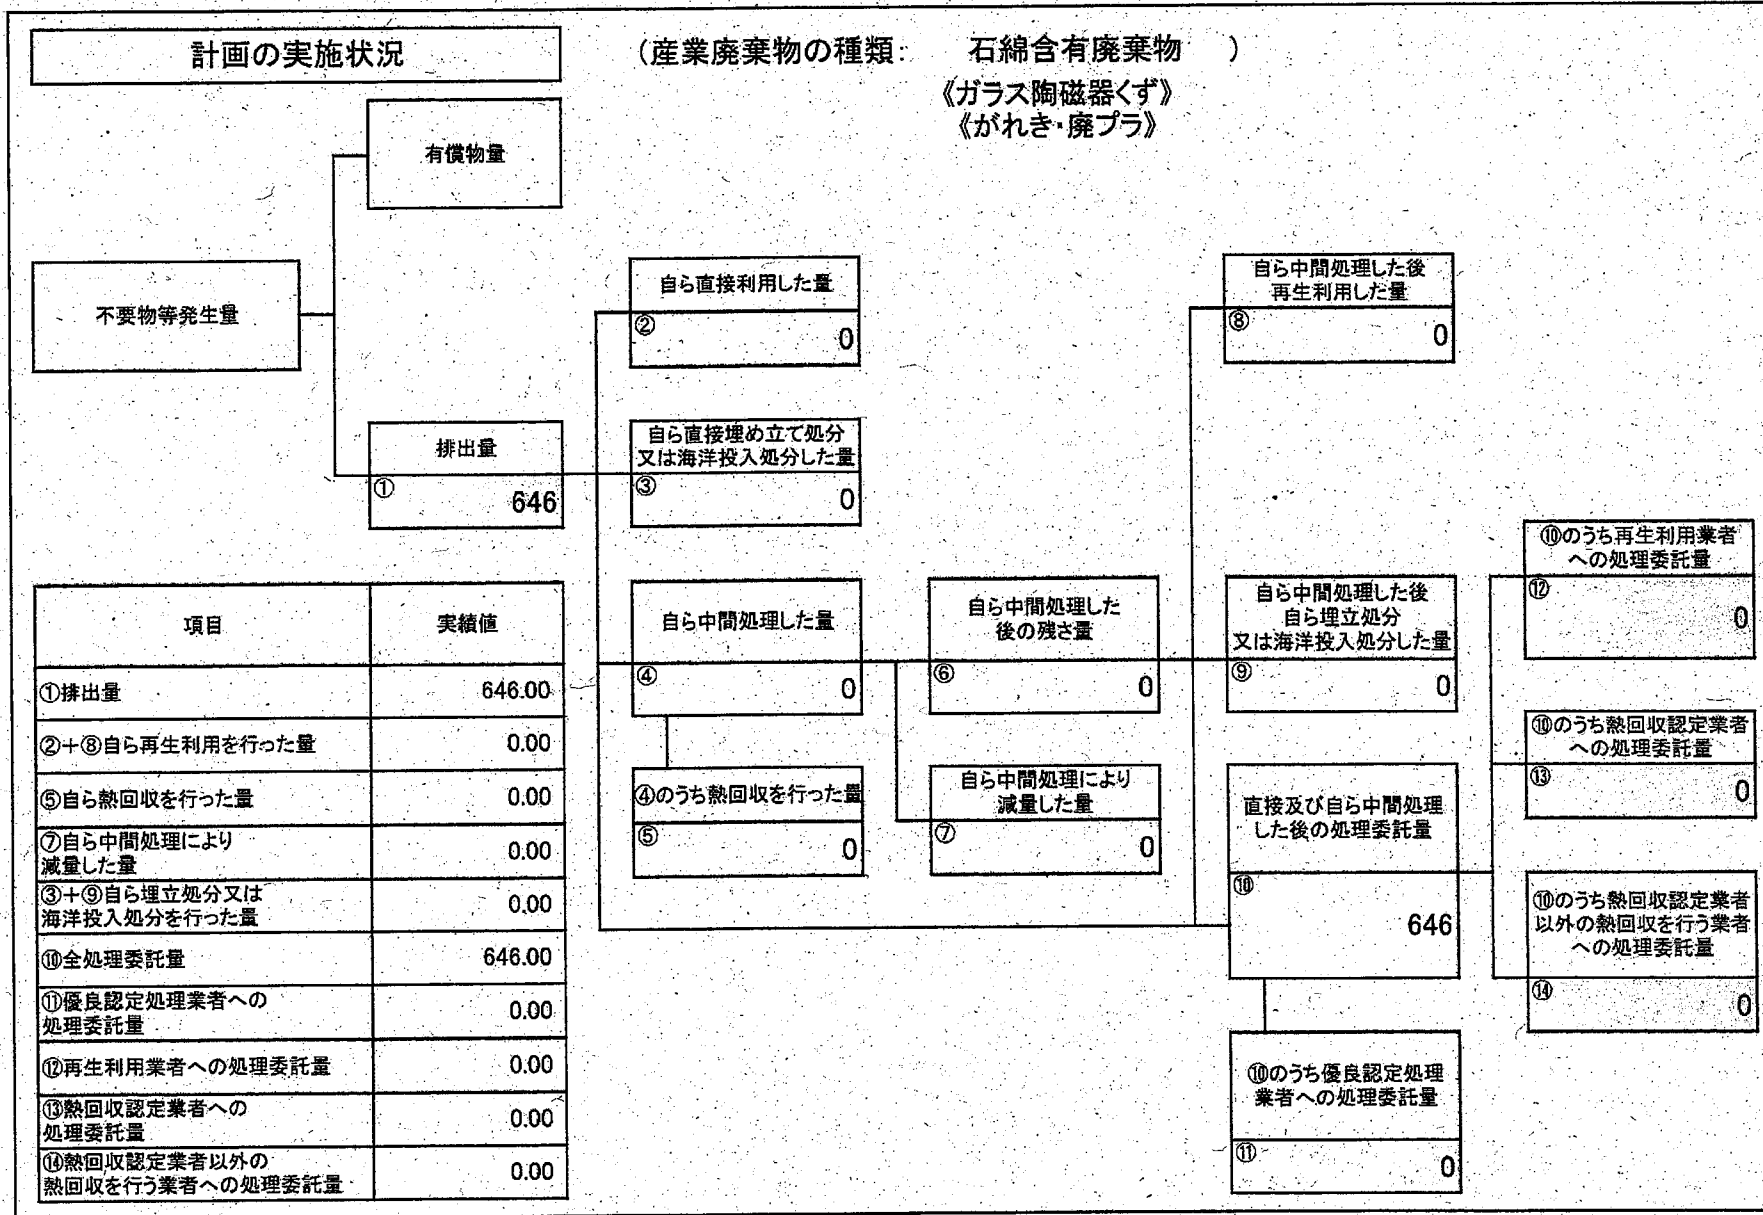 計画の実施状況
(産業廃棄物の種類: 石綿含有廃棄物 )
《ガラス陶磁器くず》
《がれき・廃プラ》
有償物量
不要物等発生量
排出量
① 646
自ら直接利用した量
② 0
自ら直接埋め立て処分
又は海洋投入処分した量
③ 0
自ら中間処理した量
④ 0
④のうち熱回収を行った量
⑤ 0
自ら中間処理した
後の残さ量
⑥ 0
自ら中間処理により
減量した量
⑦ 0
自ら中間処理した後
再生利用した量
⑧ 0
自ら中間処理した後
自ら埋立処分
又は海洋投入処分した量
⑨ 0
直接及び自ら中間処理
した後の処理委託量
⑩ 646
⑩のうち優良認定処理
業者への処理委託量
⑪ 0
⑩のうち再生利用業者
への処理委託量
⑫ 0
⑩のうち熱回収認定業者
への処理委託量
⑬ 0
⑩のうち熱回収認定業者
以外の熱回収を行う業者
への処理委託量
⑭ 0
項目 実績値
①排出量 646.00
②+⑧自ら再生利用を行った量 0.00
⑤自ら熱回収を行った量 0.00
⑦自ら中間処理により
減量した量 0.00
③+⑨自ら埋立処分又は
海洋投入処分を行った量 0.00
⑩全処理委託量 646.00
⑪優良認定処理業者への
処理委託量 0.00
⑫再生利用業者への処理委託量 0.00
⑬熱回収認定業者への
処理委託量 0.00
⑭熱回収認定業者以外の
熱回収を行う業者への処理委託量 0.00